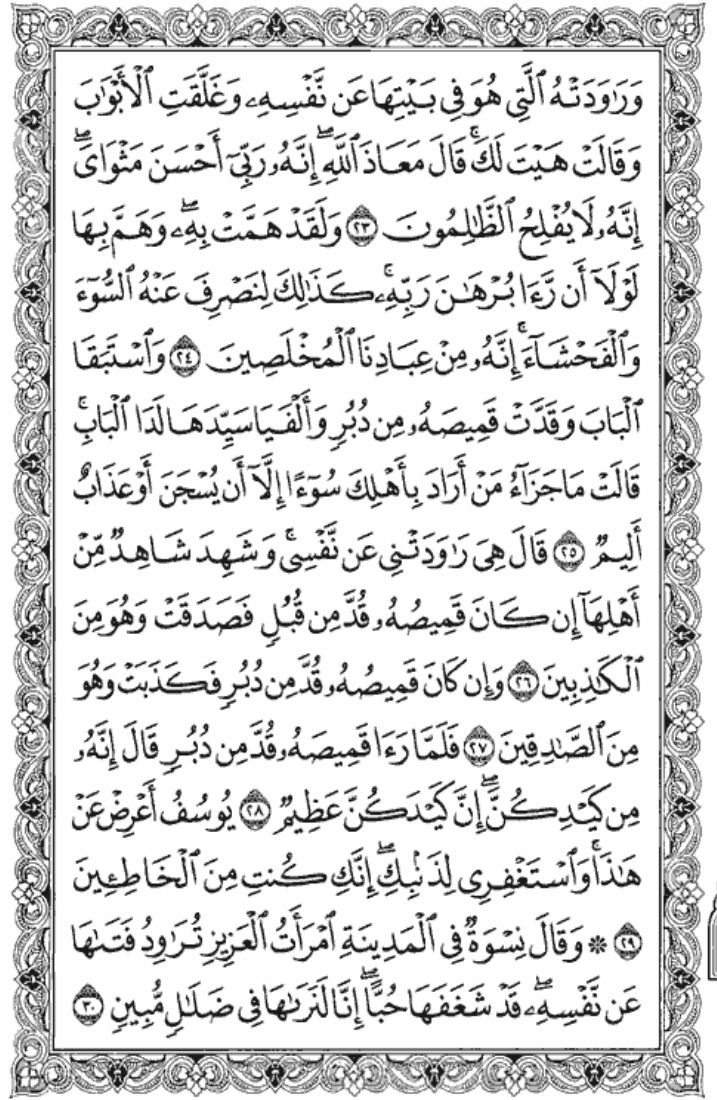 وَرَٰوَدَتۡهُ ٱلَّتِي هُوَ فِي بَيۡتِهَا عَن نَّفۡسِهِۦ وَغَلَّقَتِ ٱلۡأَبۡوَٰبَ
وَقَالَتۡ هَيۡتَ لَكَۚ قَالَ مَعَاذَ ٱللَّهِۖ إِنَّهُۥ رَبِّيٓ أَحۡسَنَ مَثۡوَايَۖ
إِنَّهُۥ لَا يُفۡلِحُ ٱلظَّٰلِمُونَ ٢٣ وَلَقَدۡ هَمَّتۡ بِهِۦۖ وَهَمَّ بِهَا
لَوۡلَآ أَن رَّءَا بُرۡهَٰنَ رَبِّهِۦۚ كَذَٰلِكَ لِنَصۡرِفَ عَنۡهُ ٱلسُّوٓءَ
وَٱلۡفَحۡشَآءَۚ إِنَّهُۥ مِنۡ عِبَادِنَا ٱلۡمُخۡلَصِينَ ٢٤ وَٱسۡتَبَقَا
ٱلۡبَابَ وَقَدَّتۡ قَمِيصَهُۥ مِن دُبُرٖ وَأَلۡفَيَا سَيِّدَهَا لَدَا ٱلۡبَابِۚ
قَالَتۡ مَا جَزَآءُ مَنۡ أَرَادَ بِأَهۡلِكَ سُوٓءًا إِلَّآ أَن يُسۡجَنَ أَوۡ عَذَابٌ
أَلِيمٞ ٢٥ قَالَ هِيَ رَٰوَدَتۡنِي عَن نَّفۡسِيۚ وَشَهِدَ شَاهِدٞ مِّنۡ
أَهۡلِهَآ إِن كَانَ قَمِيصُهُۥ قُدَّ مِن قُبُلٖ فَصَدَقَتۡ وَهُوَ مِنَ
ٱلۡكَٰذِبِينَ ٢٦ وَإِن كَانَ قَمِيصُهُۥ قُدَّ مِن دُبُرٖ فَكَذَبَتۡ وَهُوَ
مِنَ ٱلصَّٰدِقِينَ ٢٧ فَلَمَّا رَءَا قَمِيصَهُۥ قُدَّ مِن دُبُرٖ قَالَ إِنَّهُۥ
مِن كَيۡدِكُنَّۖ إِنَّ كَيۡدَكُنَّ عَظِيمٞ ٢٨ يُوسُفُ أَعۡرِضۡ عَنۡ
هَٰذَاۚ وَٱسۡتَغۡفِرِي لِذَنۢبِكِۖ إِنَّكِ كُنتِ مِنَ ٱلۡخَاطِـِٔينَ
٢٩ ۞ وَقَالَ نِسۡوَةٞ فِي ٱلۡمَدِينَةِ ٱمۡرَأَتُ ٱلۡعَزِيزِ تُرَٰوِدُ فَتَىٰهَا
عَن نَّفۡسِهِۦۖ قَدۡ شَغَفَهَا حُبًّاۖ إِنَّا لَنَرَىٰهَا فِي ضَلَٰلٖ مُّبِينٖ ٣٠